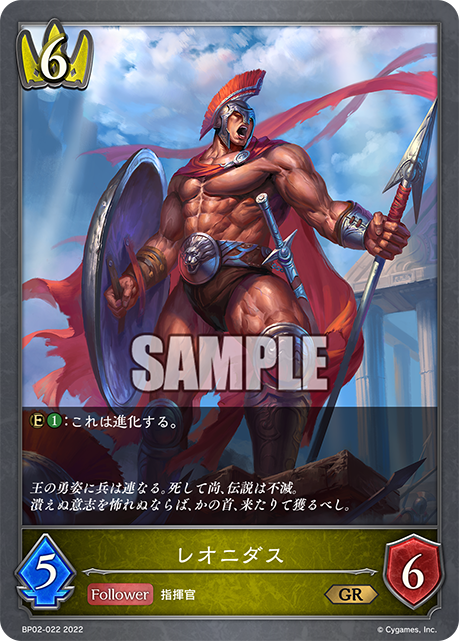 6
SAMPLE
E 1:これは進化する。
王の勇姿に兵は連なる。死して尚、伝説は不滅。
潰えぬ意志を怖れぬならば、かの首、来たりて獲るべし。
レオニダス
5
Follower 指揮官 GR
6
BP02-022 2022 © Cygames, Inc.